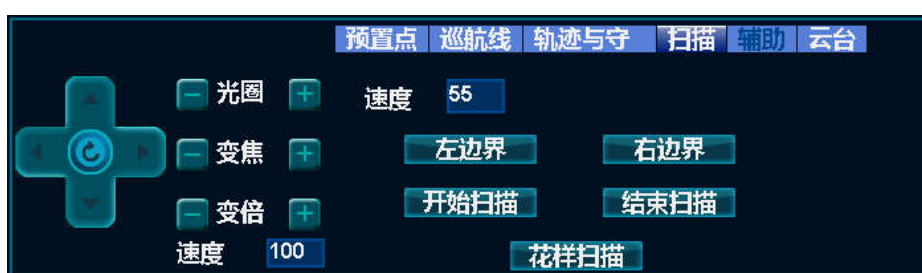 预置点 巡航线 轨迹与守 扫描 辅助 云台
光圈 速度 55
变焦 左边界 右边界
变倍 开始扫描 结束扫描
速度 100 花样扫描